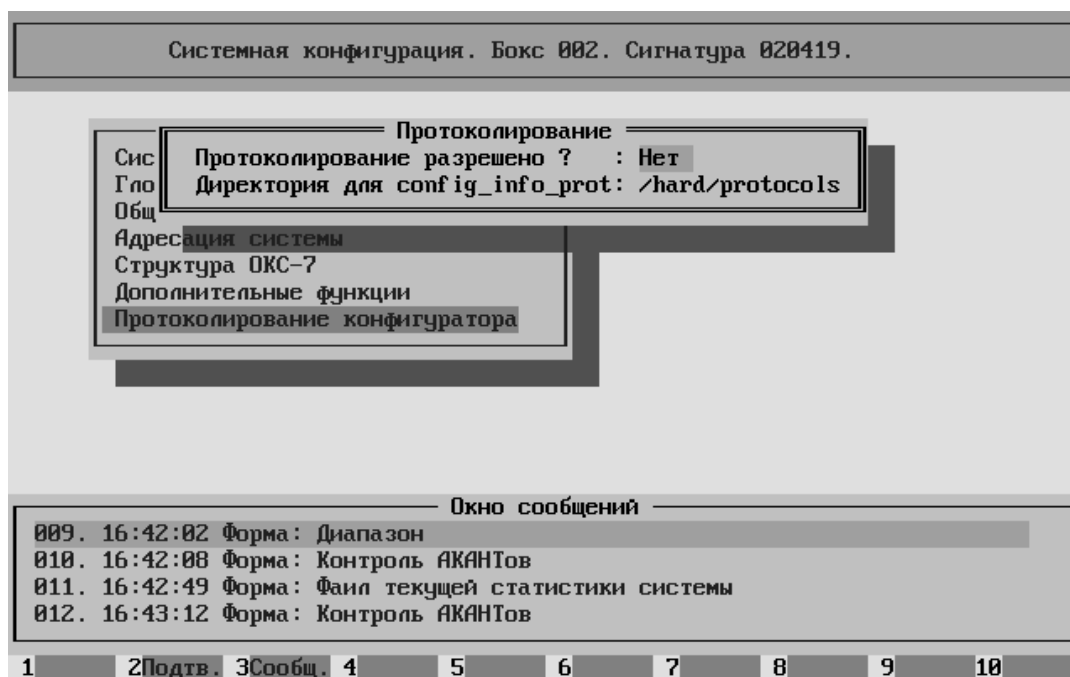 Системная конфигурация. Бокс 002. Сигнатура 020419.
Протоколирование
Протоколирование разрешено ? : Нет
Директория для config_info_prot: /hard/protocols
Сис
Гло
Общ
Адресация системы
Структура ОКС-7
Дополнительные функции
Протоколирование конфигуратора
Окно сообщений
009. 16:42:02 Форма: Диапазон
010. 16:42:08 Форма: Контроль АКАНТов
011. 16:42:49 Форма: Фаил текущей статистики системы
012. 16:43:12 Форма: Контроль АКАНТов
1 2Подтв. 3Сообщ. 4 5 6 7 8 9 10